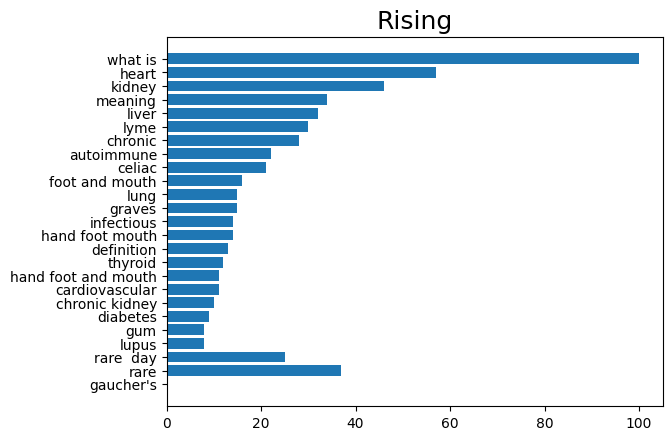 Rising
what is
heart
kidney
meaning
liver
lyme
chronic
autoimmune
celiac
foot and mouth
lung
graves
infectious
hand foot mouth
definition
thyroid
hand foot and mouth
cardiovascular
chronic kidney
diabetes
gum
lupus
rare  day
rare
gaucher's
0 20 40 60 80 100